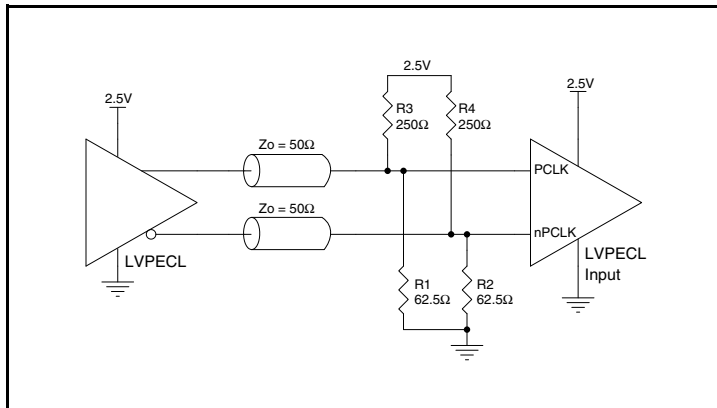 2.5V
2.5V
2.5V
R3
250Ω
R4
250Ω
Zo = 50Ω
PCLK
Zo = 50Ω
nPCLK
LVPECL
LVPECL
Input
R1
62.5Ω
R2
62.5Ω